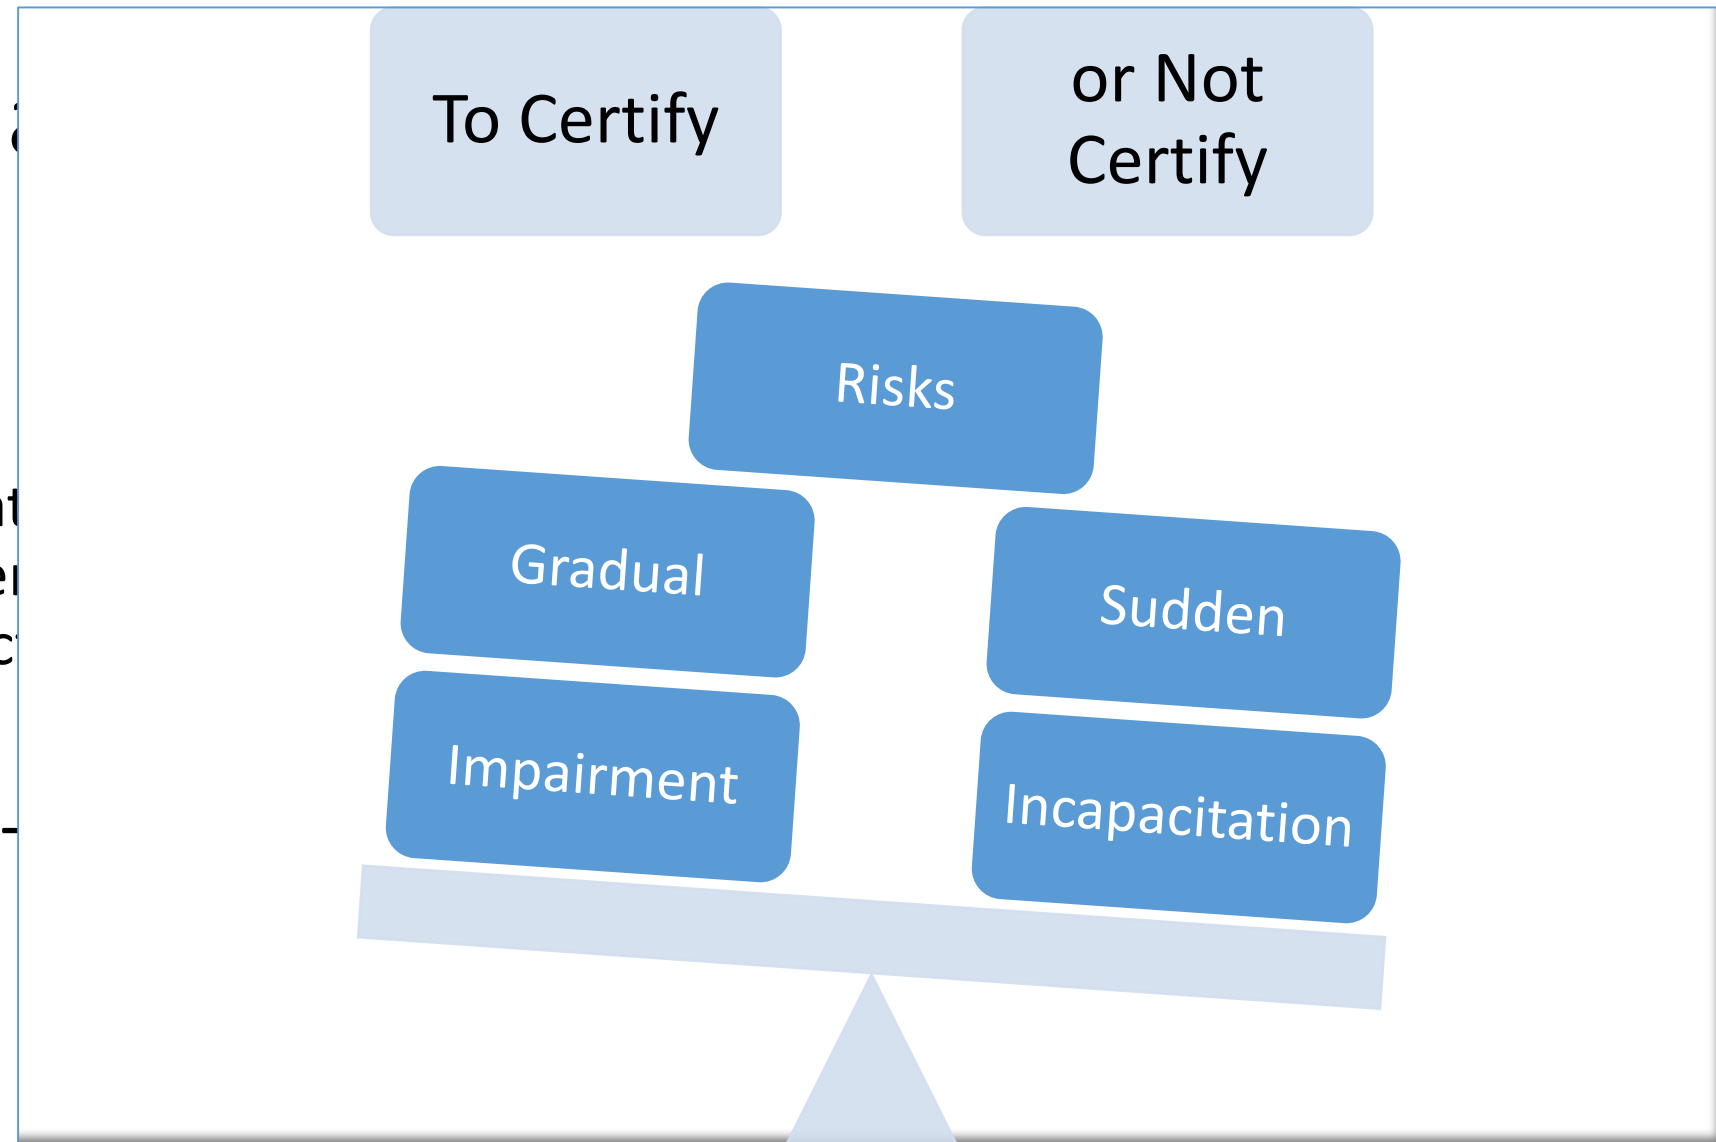 To Certify
or Not
Certify
Risks
Gradual
Sudden
Impairment
Incapacitation